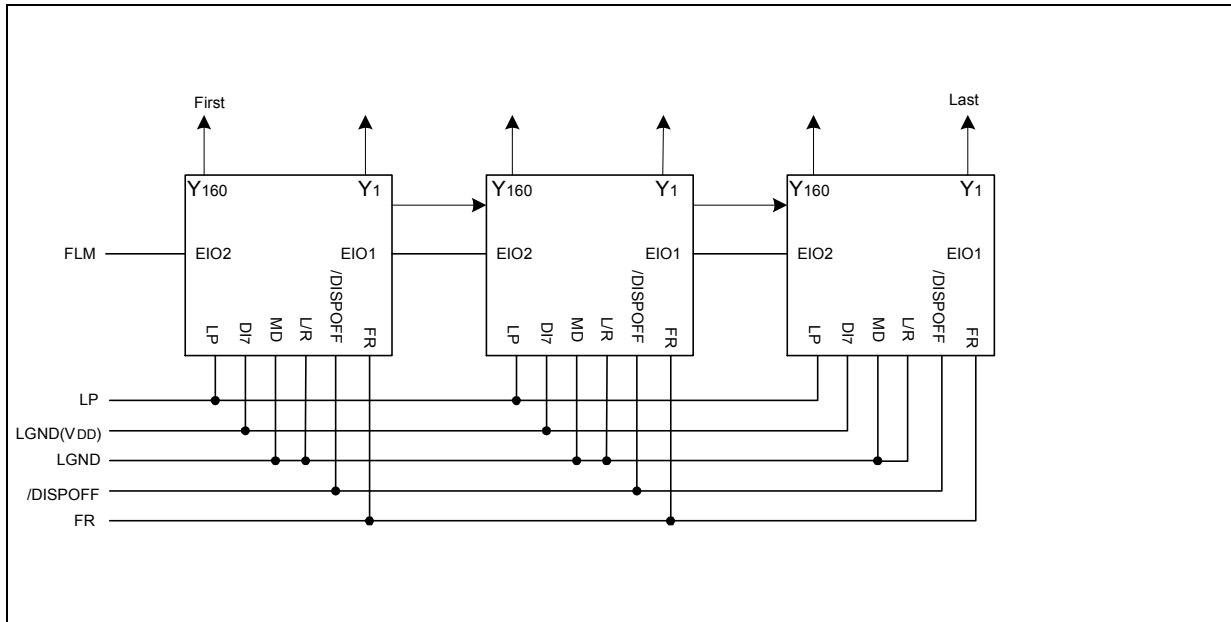 First
Last
Y160 Y1 Y160 Y1 Y160 Y1
FLM EIO2 EIO1 EIO2 EIO1 EIO2 EIO1
LP DI7 MD L/R /DISPOFF FR LP DI7 MD L/R /DISPOFF FR LP DI7 MD L/R /DISPOFF FR
LP
LGND(VDD)
LGND
/DISPOFF
FR